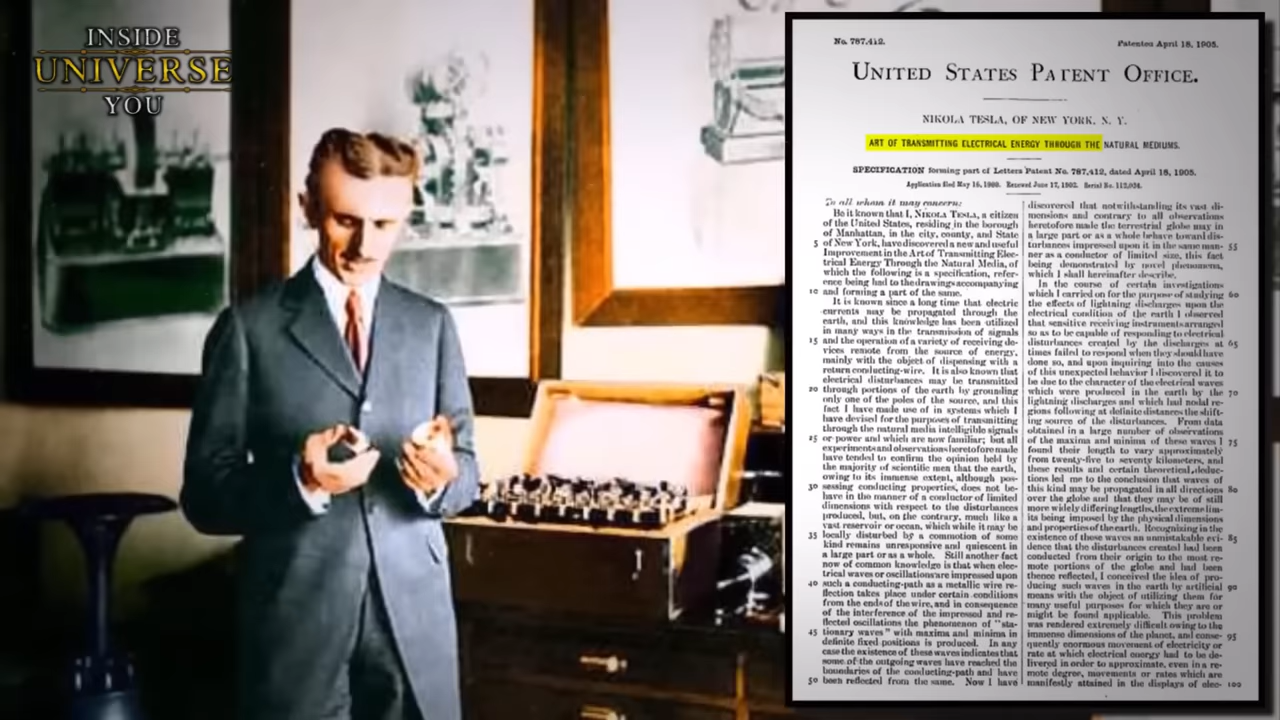 INSIDE
UNIVERSE
YOU
No. 787,412.
Patented April 18, 1905.
UNITED STATES PATENT OFFICE.
NIKOLA TESLA, OF NEW YORK, N. Y.
ART OF TRANSMITTING ELECTRICAL ENERGY THROUGH THE NATURAL MEDIUMS.
SPECIFICATION forming part of Letters Patent No. 787,412, dated April 18, 1905.
Application filed May 16, 1900. Renewed June 17, 1902. Serial No. 112,034.
To all whom it may concern:
Be it known that I, NIKOLA TESLA, a citizen
of the United States, residing in the borough
of Manhattan, in the city, county, and State
5 of New York, have discovered a new and useful
Improvement in the Art of Transmitting Elec-
trical Energy Through the Natural Media, of
which the following is a specification, refer-
ence being had to the drawings accompanying
10 and forming a part of the same.
It is known since a long time that electric
currents may be propagated through the
earth, and this knowledge has been utilized
in many ways in the transmission of signals
15 and the operation of a variety of receiving de-
vices remote from the source of energy,
mainly with the object of dispensing with a
return conducting-wire. It is also known that
electrical disturbances may be transmitted
20 through portions of the earth by grounding
only one of the poles of the source, and this
fact I have made use of in systems which I
have devised for the purposes of transmitting
through the natural media intelligible signals
25 or power and which are now familiar; but all
experiments and observations heretofore made
have tended to confirm the opinion held by
the majority of scientific men that the earth,
owing to its immense extent, although pos-
30 sessing conducting properties, does not be-
have in the manner of a conductor of limited
dimensions with respect to the disturbances
produced, but, on the contrary, much like a
vast reservoir or ocean, which while it may be
35 locally disturbed by a commotion of some
kind remains unresponsive and quiescent in
a large part or as a whole. Still another fact
now of common knowledge is that when elec-
trical waves or oscillations are impressed upon
40 such a conducting-path as a metallic wire re-
flection takes place under certain conditions
from the ends of the wire, and in consequence
of the interference of the impressed and re-
flected oscillations the phenomenon of "sta-
45 tionary waves" with maxima and minima in
definite fixed positions is produced. In any
case the existence of these waves indicates that
some of the outgoing waves have reached the
boundaries of the conducting-path and have
50 been reflected from the same. Now I have
discovered that notwithstanding its vast di-
mensions and contrary to all observations
heretofore made the terrestrial globe may in
a large part or as a whole behave toward dis-
turbances impressed upon it in the same man- 55
ner as a conductor of limited size, this fact
being demonstrated by novel phenomena,
which I shall hereinafter describe.
In the course of certain investigations
which I carried on for the purpose of studying 60
the effects of lightning discharges upon the
electrical condition of the earth I observed
that sensitive receiving instruments arranged
so as to be capable of responding to electrical
disturbances created by the discharges at 65
times failed to respond when they should have
done so, and upon inquiring into the causes
of this unexpected behavior I discovered it to
be due to the character of the electrical waves
which were produced in the earth by the 70
lightning discharges and which had nodal re-
gions following at definite distances the shift-
ing source of the disturbances. From data
obtained in a large number of observations
of the maxima and minima of these waves I 75
found their length to vary approximately
from twenty-five to seventy kilometers, and
these results and certain theoretical deduc-
tions led me to the conclusion that waves of
this kind may be propagated in all directions 80
over the globe and that they may be of still
more widely differing lengths, the extreme lim-
its being imposed by the physical dimensions
and properties of the earth. Recognizing in the
existence of these waves an unmistakable evi- 85
dence that the disturbances created had been
conducted from their origin to the most re-
mote portions of the globe and had been
thence reflected, I conceived the idea of pro-
ducing such waves in the earth by artificial 90
means with the object of utilizing them for
many useful purposes for which they are or
might be found applicable. This problem
was rendered extremely difficult owing to the
immense dimensions of the planet, and conse- 95
quently enormous movement of electricity or
rate at which electrical energy had to be de-
livered in order to approximate, even in a re-
mote degree, movements or rates which are
manifestly attained in the displays of elec- 100